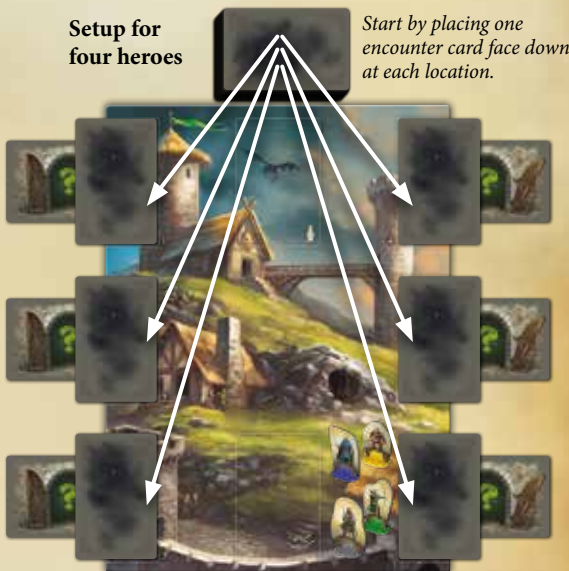 Setup for
four heroes
Start by placing one
encounter card face down
at each location.